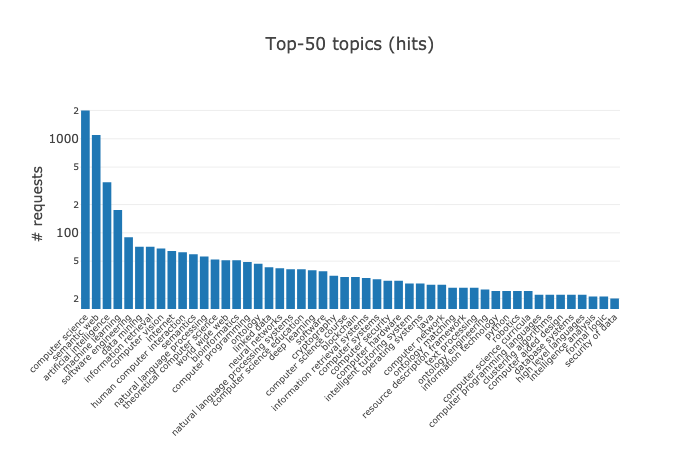 Top-50 topics (hits)
# requests
2
1000
5
2
100
5
2
computer science
semantic web
artificial intelligence
machine learning
software engineering
data mining
information retrieval
computer vision
internet
human computer interaction
semantics
natural language processing
theoretical computer science
world wide web
bioinformatics
computer programming
ontology
linked data
neural networks
natural language processing systems
computer science education
deep learning
software
cryptography
computer science course
blockchain
information retrieval systems
computer systems
computer security
computer hardware
intelligent tutoring system
operating systems
java
computer network
ontology matching
resource description framework
text processing
ontology engineering
information technology
python
robotics
computer science curricula
computer programming languages
clustering algorithms
computer aided design
database systems
high level languages
intelligence analysis
formal logic
security of data